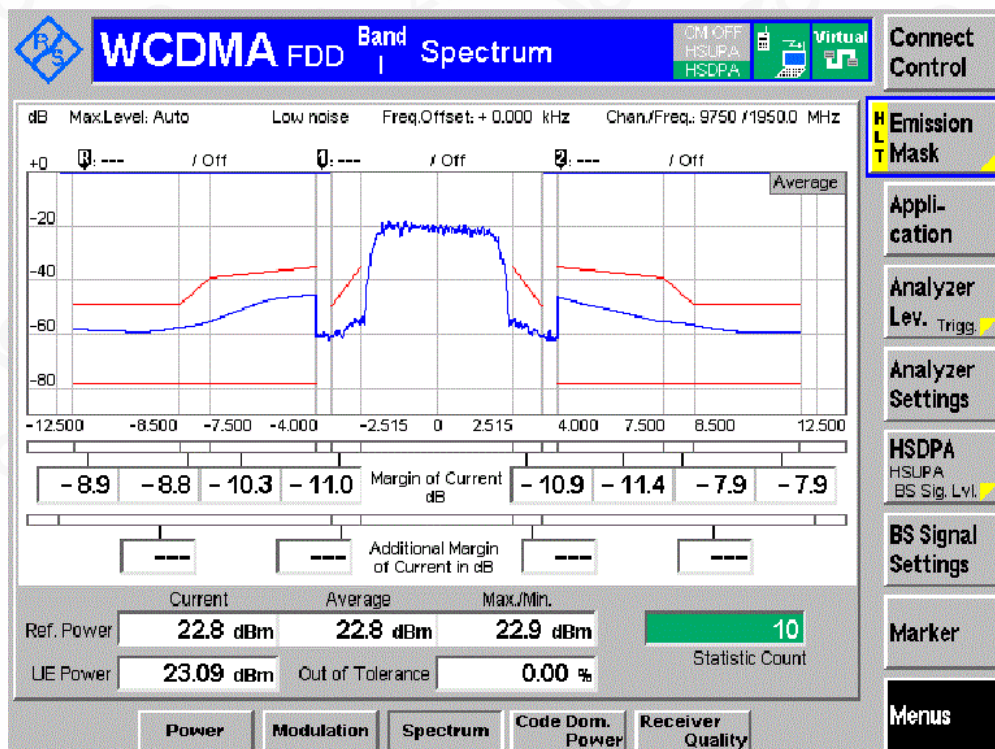 R/S
WCDMA FDD Band I Spectrum
CM OFF
HSUPA
HSDPA
Virtual
Connect Control
dB Max.Level: Auto Low noise Freq.Offset: + 0.000 kHz Chan./Freq.: 9750 /1950.0 MHz
HLT Emission Mask
R: --- / Off 1: --- / Off 2: --- / Off
Average
+0
-20
-40
-60
-80
-12.500 -8.500 -7.500 -4.000 -2.515 0 2.515 4.000 7.500 8.500 12.500
Appli-
cation
Analyzer
Lev. Trigg.
Analyzer
Settings
HSDPA
HSUPA
BS Sig. Lvl.
BS Signal
Settings
Marker
Menus
-8.9 -8.8 -10.3 -11.0 Margin of Current dB -10.9 -11.4 -7.9 -7.9
--- --- Additional Margin of Current in dB --- ---
Current Average Max./Min.
Ref. Power 22.8 dBm 22.8 dBm 22.9 dBm 10
Statistic Count
UE Power 23.09 dBm Out of Tolerance 0.00 %
Power Modulation Spectrum Code Dom. Power Receiver Quality